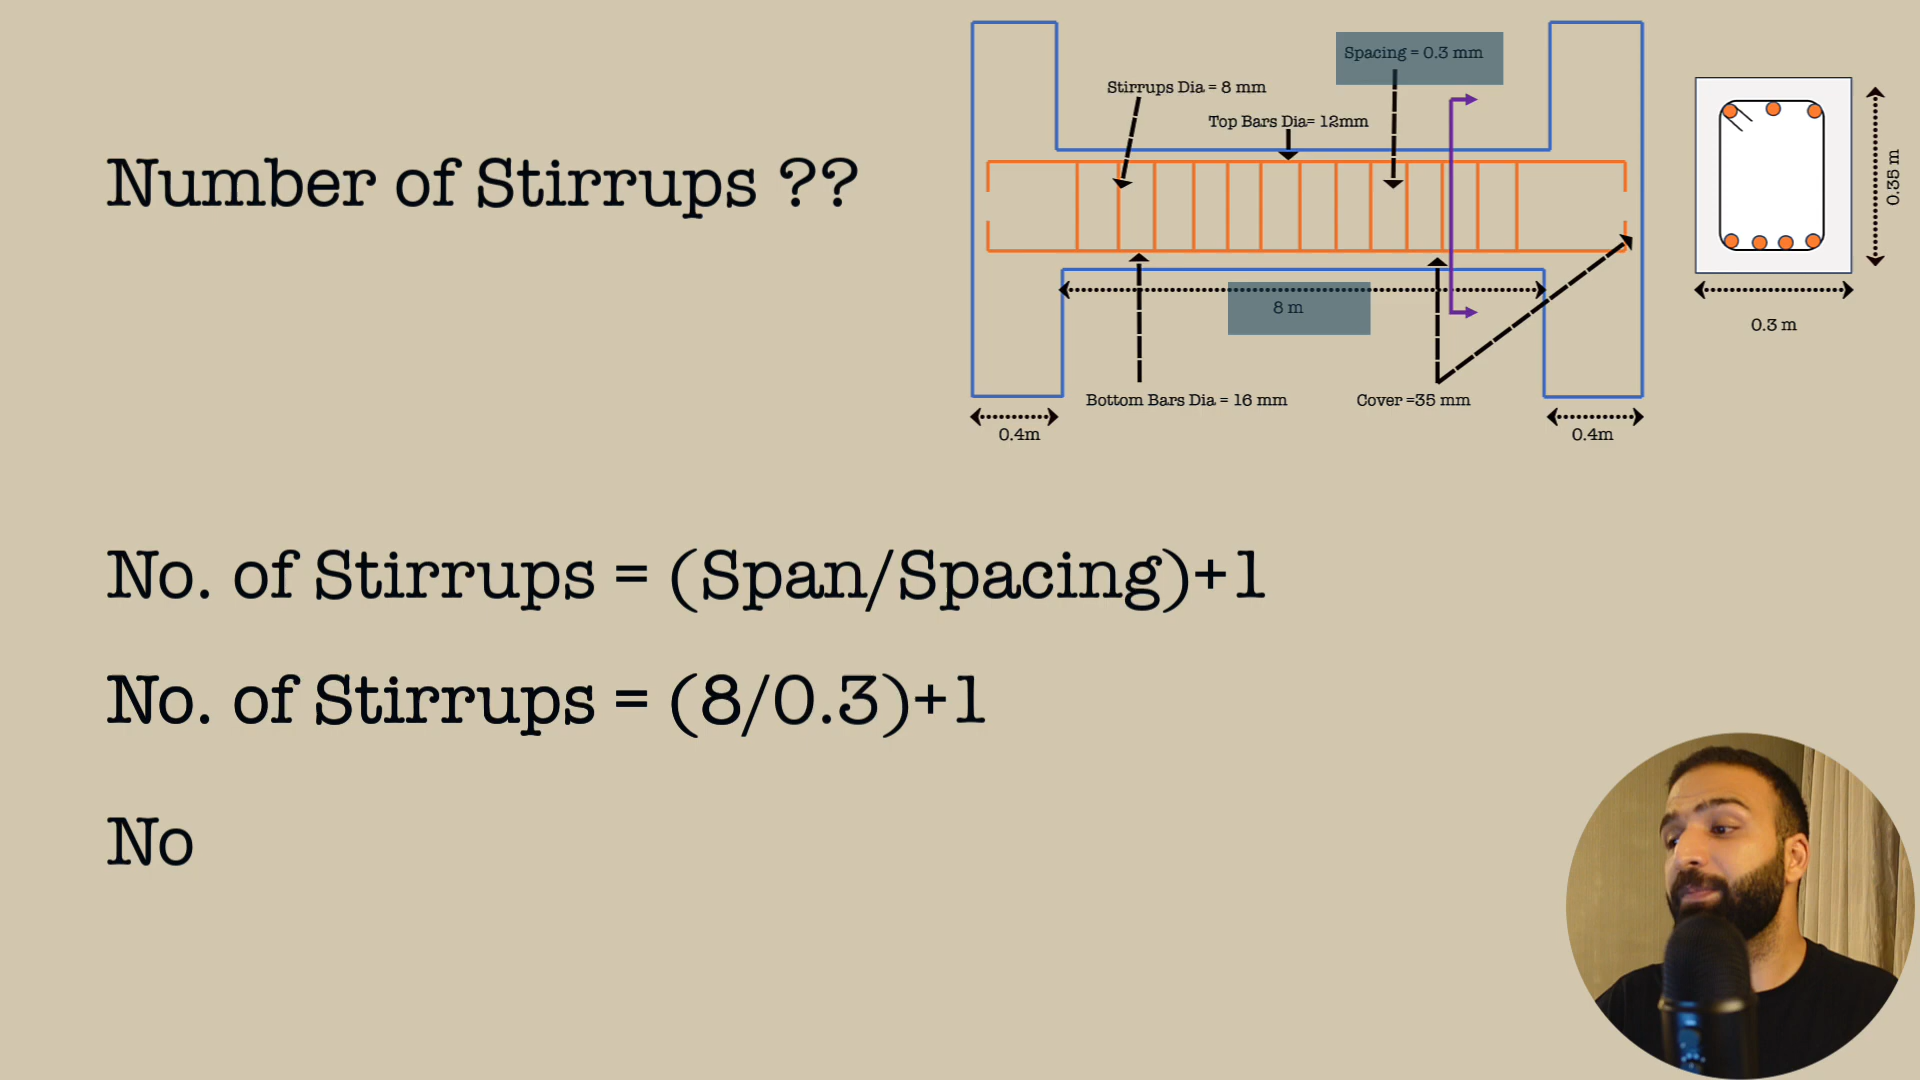 Number of Stirrups ??
Spacing = 0.3 mm
Stirrups Dia = 8 mm
Top Bars Dia= 12mm
0.35 m
8 m
0.3 m
Bottom Bars Dia = 16 mm
Cover =35 mm
0.4m
0.4m
No. of Stirrups = (Span/Spacing)+1
No. of Stirrups = (8/0.3)+1
No